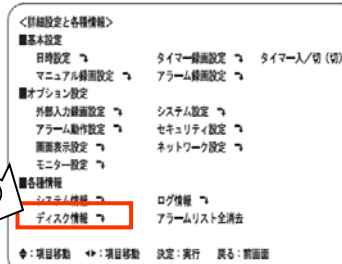 <詳細設定と各種情報>
■基本設定
日時設定 タイマー録画設定 タイマー入/切 (切)
マニュアル録画設定 アラーム録画設定
■オプション設定
外部入力録画設定 システム設定
アラーム動作設定 セキュリティ設定
画面表示設定 ネットワーク設定
モニター設定
■各種情報
システム情報 ログ情報
ディスク情報 アラームリスト全消去
:項目移動 :項目移動 決定:実行 戻る:前画面